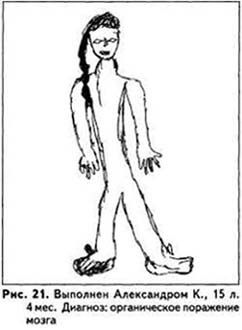 Рис. 21. Выполнен Александром К., 15 л.
4 мес. Диагноз: органическое поражение
мозга